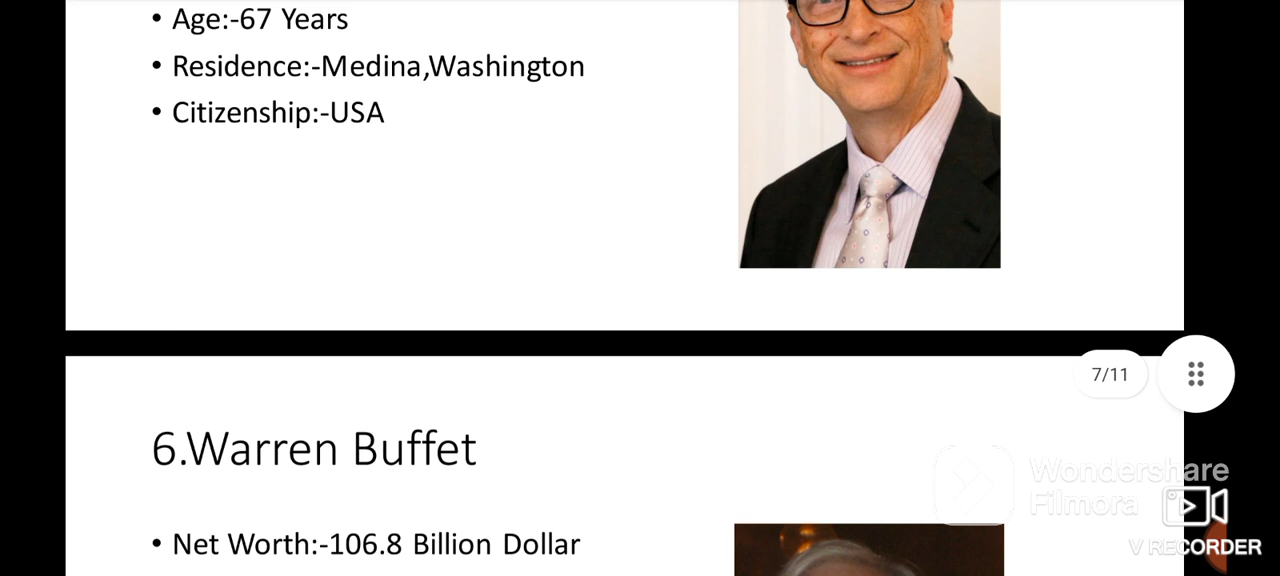 • Age:-67 Years
• Residence:-Medina,Washington
• Citizenship:-USA
7/11
6.Warren Buffet
Wondershare
Filmora
• Net Worth:-106.8 Billion Dollar
V RECORDER